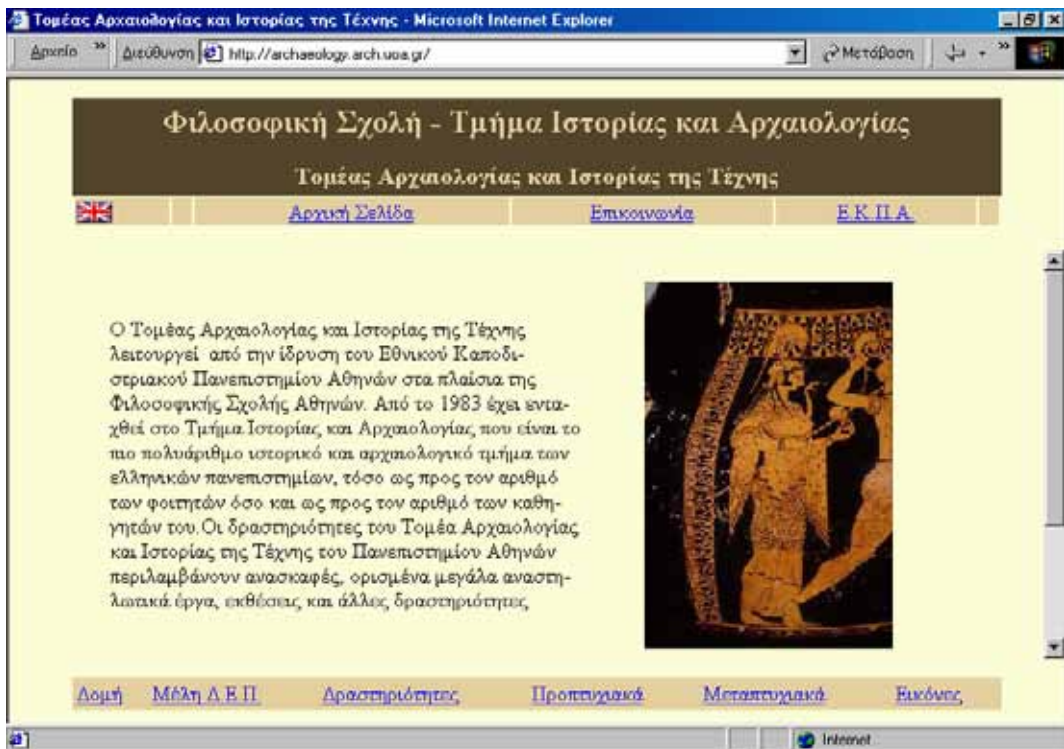 Τομέας Αρχαιολογίας και Ιστορίας της Τέχνης - Microsoft Internet Explorer
Αρχείο » Διεύθυνση http://archaeology.arch.uoa.gr/ Μετάβαση »
Φιλοσοφική Σχολή - Τμήμα Ιστορίας και Αρχαιολογίας
Τομέας Αρχαιολογίας και Ιστορίας της Τέχνης
Αρχική Σελίδα Επικοινωνία Ε.Κ.Π.Α.
Ο Τομέας Αρχαιολογίας και Ιστορίας της Τέχνης
λειτουργεί από την ίδρυση του Εθνικού Καποδι-
στριακού Πανεπιστημίου Αθηνών στα πλαίσια της
Φιλοσοφικής Σχολής Αθηνών. Από το 1983 έχει εντα-
χθεί στο Τμήμα Ιστορίας και Αρχαιολογίας που είναι το
πιο πολυάριθμο ιστορικό και αρχαιολογικό τμήμα των
ελληνικών πανεπιστημίων, τόσο ως προς τον αριθμό
των φοιτητών όσο και ως προς τον αριθμό των καθη-
γητών του. Οι δραστηριότητες του Τομέα Αρχαιολογίας
και Ιστορίας της Τέχνης του Πανεπιστημίου Αθηνών
περιλαμβάνουν ανασκαφές, ορισμένα μεγάλα αναστη-
λωτικά έργα, εκθέσεις και άλλες δραστηριότητες
Δομή Μέλη Δ.Ε.Π. Δραστηριότητες Προπτυχιακά Μεταπτυχιακά Εικόνες
Internet